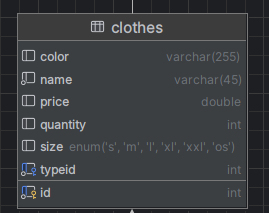 clothes
color varchar(255)
name varchar(45)
price double
quantity int
size enum('s', 'm', 'l', 'xl', 'xxl', 'os')
typeid int
id int